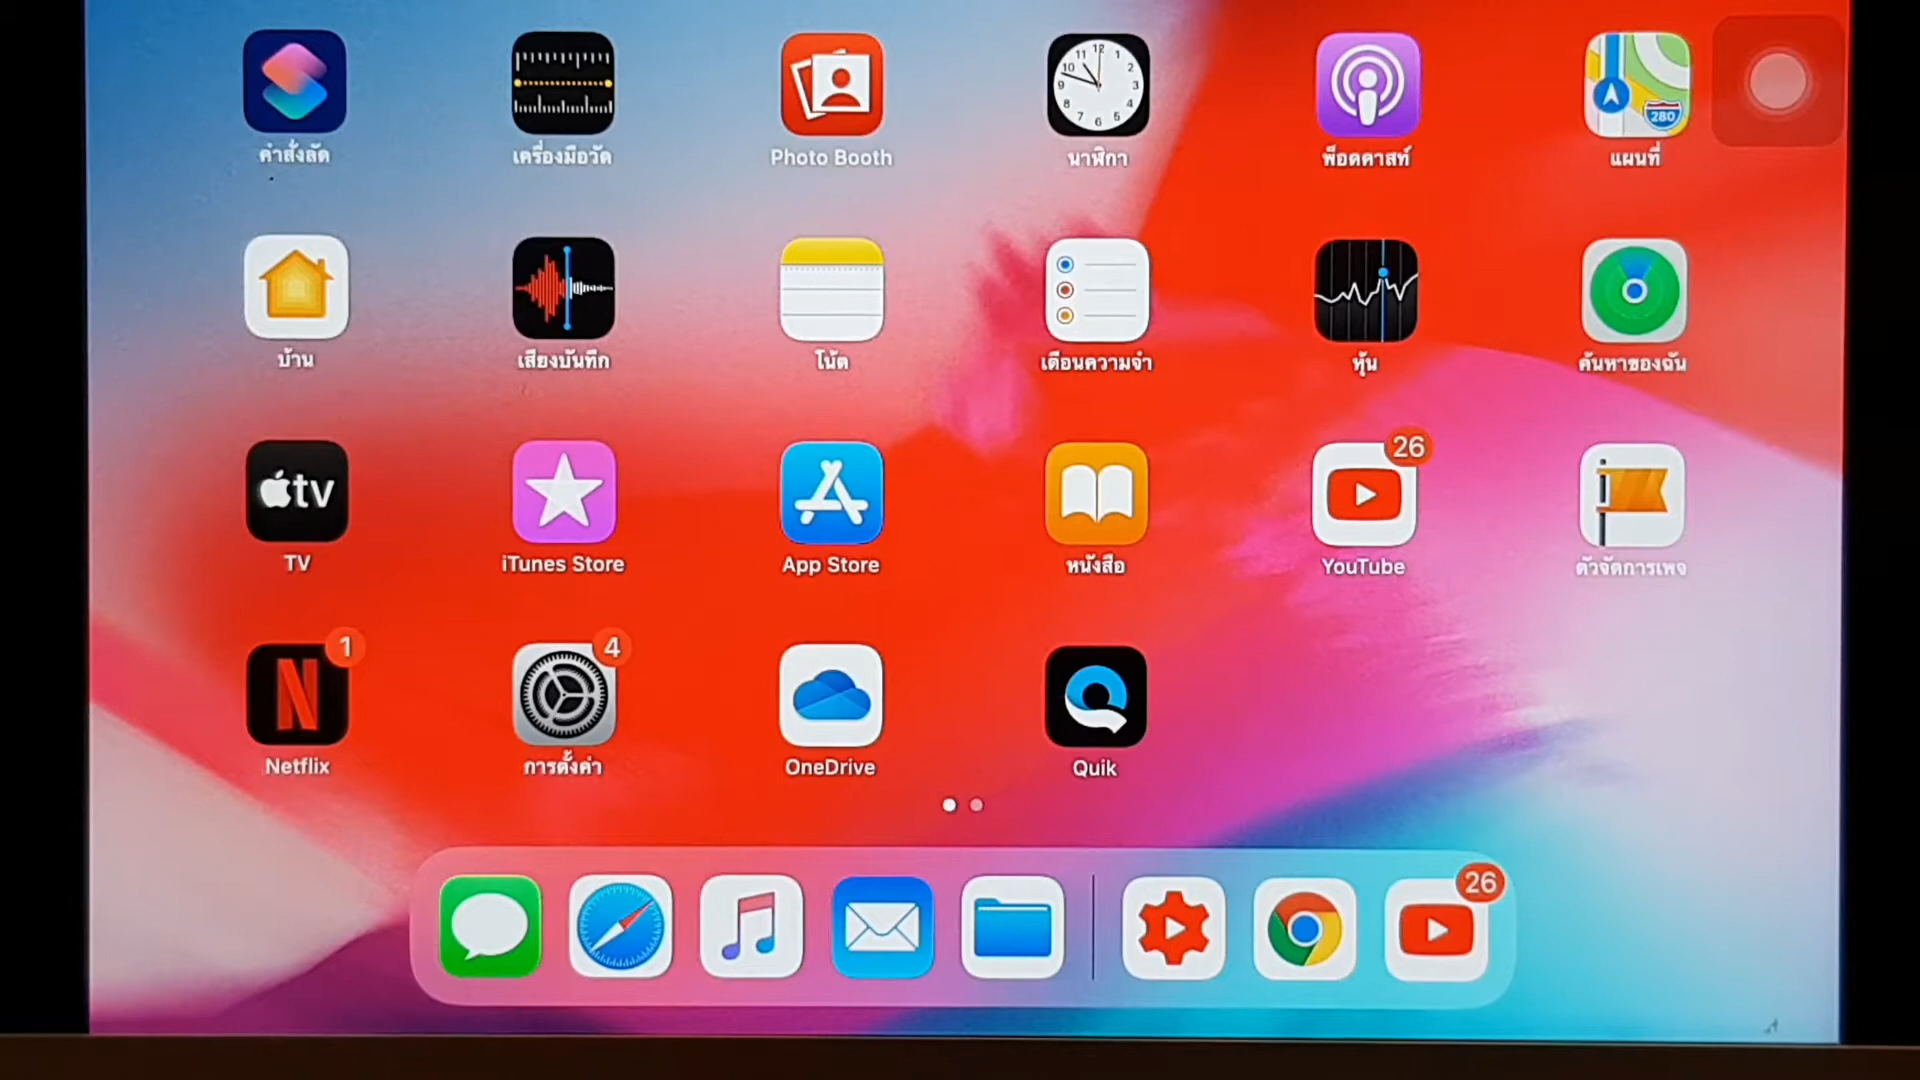 คำสั่งลัด
เครื่องมือวัด
Photo Booth
นาฬิกา
พ็อดคาสท์
280
แผนที่
บ้าน
เสียงบันทึก
โน้ต
เตือนความจำ
หุ้น
ค้นหาของฉัน
tv
TV
iTunes Store
App Store
หนังสือ
26
YouTube
ตัวจัดการเพจ
1
N
Netflix
4
การตั้งค่า
OneDrive
Quik
26